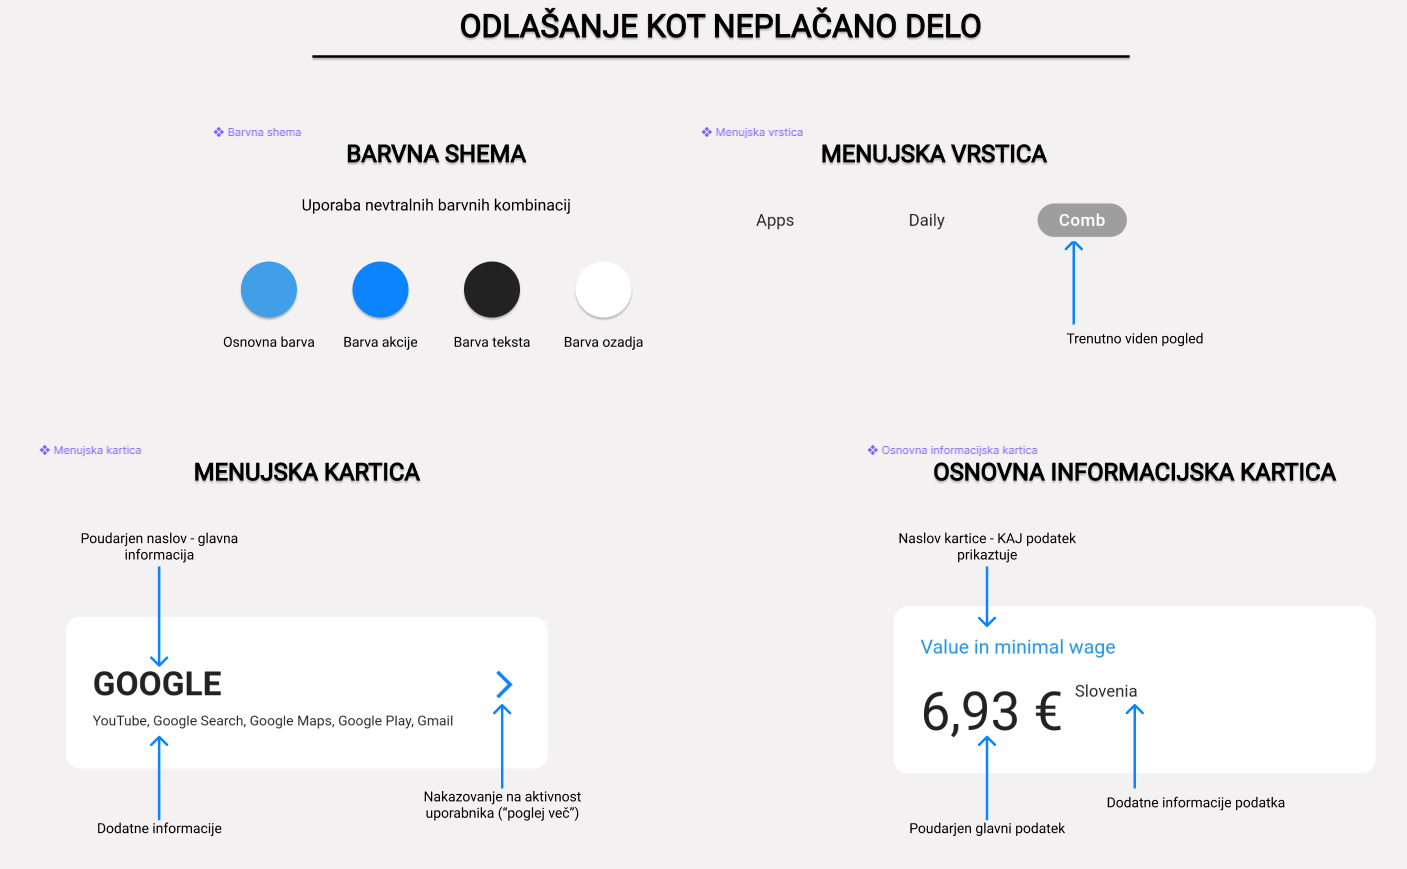 ODLAŠANJE KOT NEPLAČANO DELO
Barvna shema
BARVNA SHEMA
Uporaba nevtralnih barvnih kombinacij
Osnovna barva
Barva akcije
Barva teksta
Barva ozadja
Menujska vrstica
MENUJSKA VRSTICA
Apps
Daily
Comb
Trenutno viden pogled
Menujska kartica
MENUJSKA KARTICA
Poudarjen naslov - glavna
informacija
GOOGLE
YouTube, Google Search, Google Maps, Google Play, Gmail
Dodatne informacije
Nakazovanje na aktivnost
uporabnika (“poglej več”)
Osnovna informacijska kartica
OSNOVNA INFORMACIJSKA KARTICA
Naslov kartice - KAJ podatek
prikaztuje
Value in minimal wage
6,93 €
Slovenia
Dodatne informacije podatka
Poudarjen glavni podatek